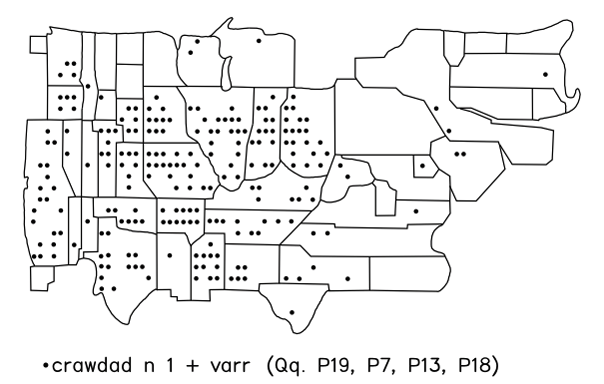 •crawdad n 1 + varr (Qq. P19, P7, P13, P18)